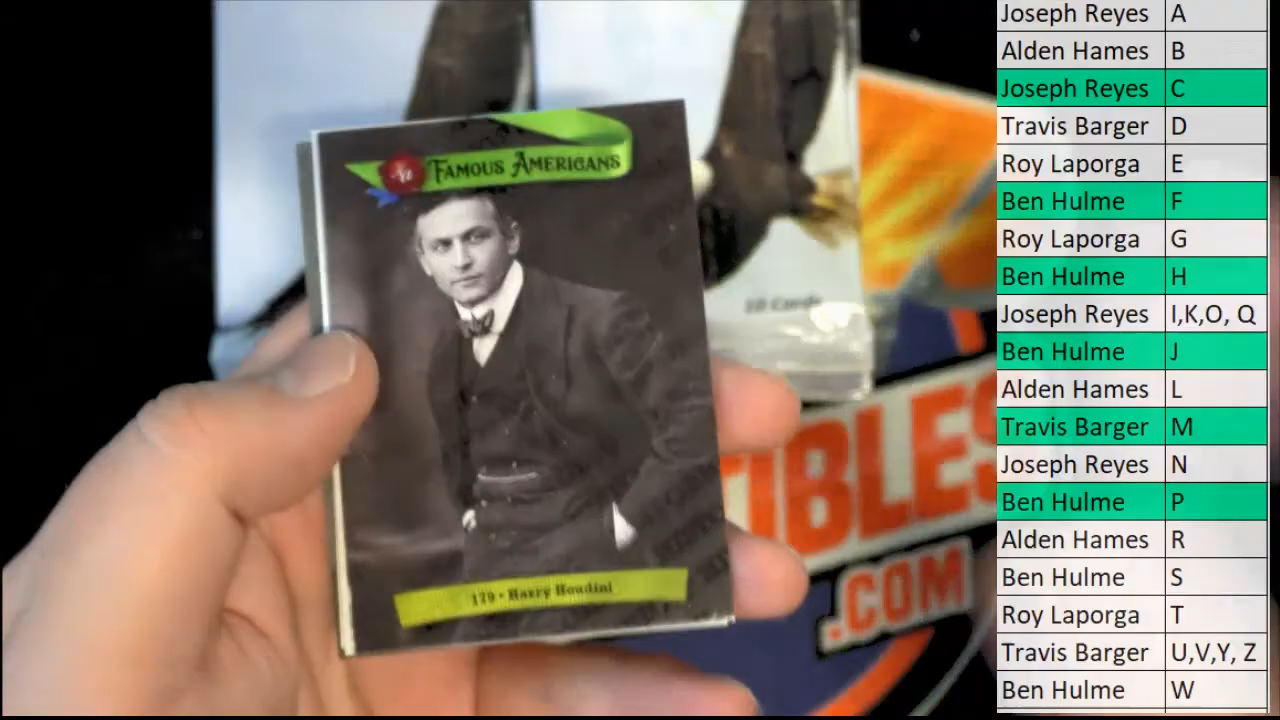 FAMOUS AMERICANS
179 • Harry Houdini
10 Cards
TIBLES
.COM
Joseph Reyes A
Alden Hames B
Joseph Reyes C
Travis Barger D
Roy Laporga E
Ben Hulme F
Roy Laporga G
Ben Hulme H
Joseph Reyes I,K,O, Q
Ben Hulme J
Alden Hames L
Travis Barger M
Joseph Reyes N
Ben Hulme P
Alden Hames R
Ben Hulme S
Roy Laporga T
Travis Barger U,V,Y, Z
Ben Hulme W